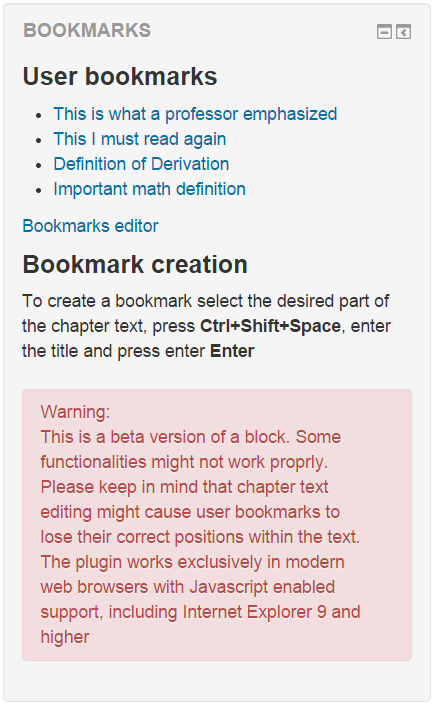 BOOKMARKS
User bookmarks
This is what a professor emphasized
This I must read again
Definition of Derivation
Important math definition
Bookmarks editor
Bookmark creation
To create a bookmark select the desired part
of the chapter text, press Ctrl+Shift+Space, enter
the title and press enter Enter
Warning:
This is a beta version of a block. Some
functionalities might not work proprly.
Please keep in mind that chapter text
editing might cause user bookmarks to
lose their correct positions within the text.
The plugin works exclusively in modern
web browsers with Javascript enabled
support, including Internet Explorer 9 and
higher